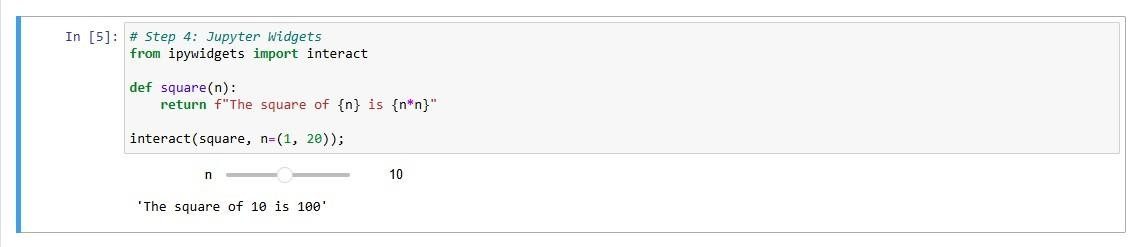 In [5]: # Step 4: Jupyter Widgets
from ipywidgets import interact
def square(n):
    return f"The square of {n} is {n*n}"
interact(square, n=(1, 20));
n 10
'The square of 10 is 100'